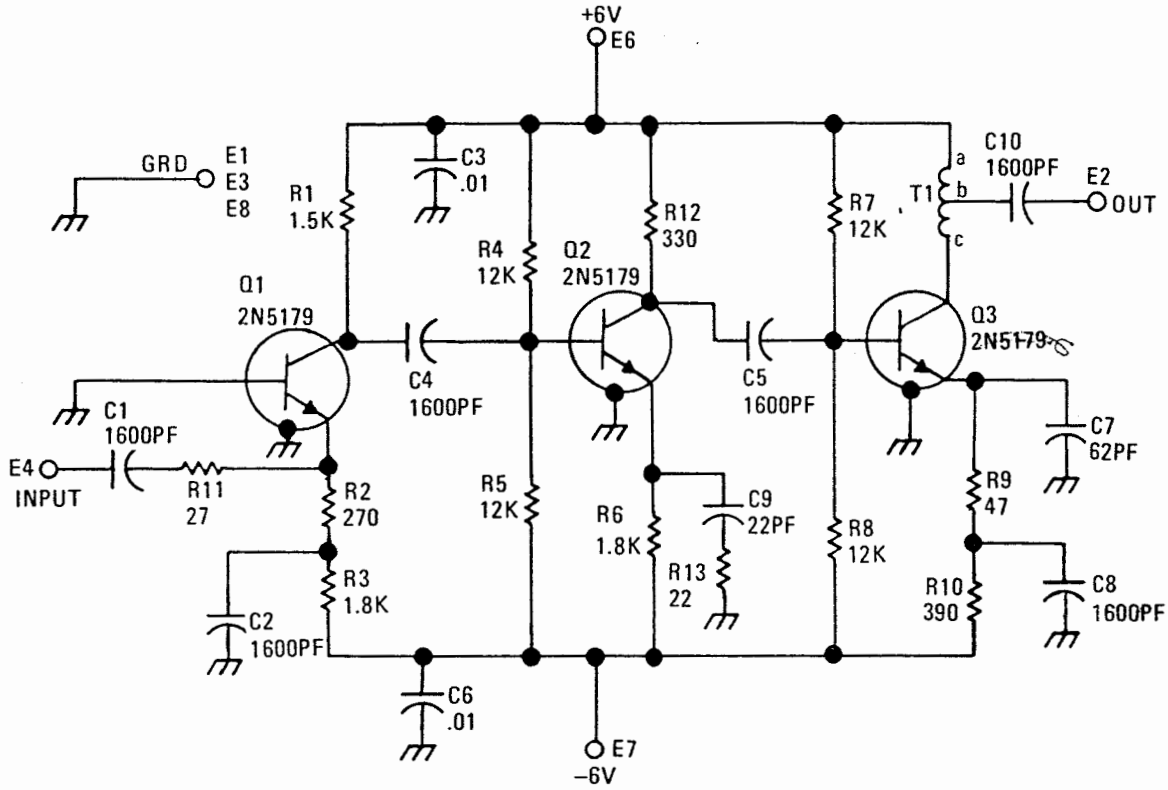 +6V
E6
GRD
E1
E3
E8
C3
.01
R1
1.5K
R4
12K
R12
330
R7
12K
C10
1600PF
a
T1
b
c
E2
OUT
Q1
2N5179
Q2
2N5179
Q3
2N5179
C4
1600PF
C5
1600PF
C1
1600PF
E4
INPUT
R11
27
R2
270
R3
1.8K
C2
1600PF
R5
12K
R6
1.8K
C9
22PF
R13
22
R8
12K
C7
62PF
R9
47
R10
390
C8
1600PF
C6
.01
E7
–6V